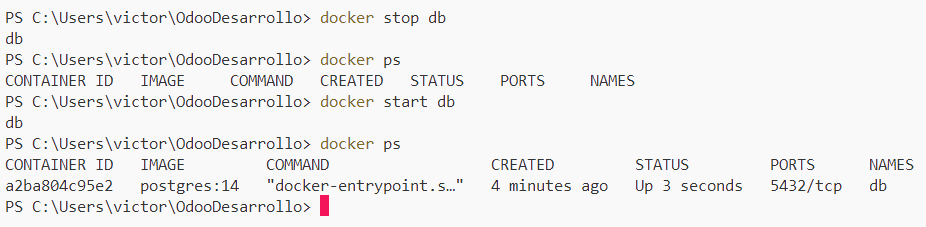 PS C:\Users\victor\OdooDesarrollo> docker stop db
db
PS C:\Users\victor\OdooDesarrollo> docker ps
CONTAINER ID   IMAGE     COMMAND   CREATED   STATUS    PORTS     NAMES
PS C:\Users\victor\OdooDesarrollo> docker start db
db
PS C:\Users\victor\OdooDesarrollo> docker ps
CONTAINER ID   IMAGE         COMMAND                  CREATED         STATUS         PORTS      NAMES
a2ba804c95e2   postgres:14   "docker-entrypoint.s…"   4 minutes ago   Up 3 seconds   5432/tcp   db
PS C:\Users\victor\OdooDesarrollo>